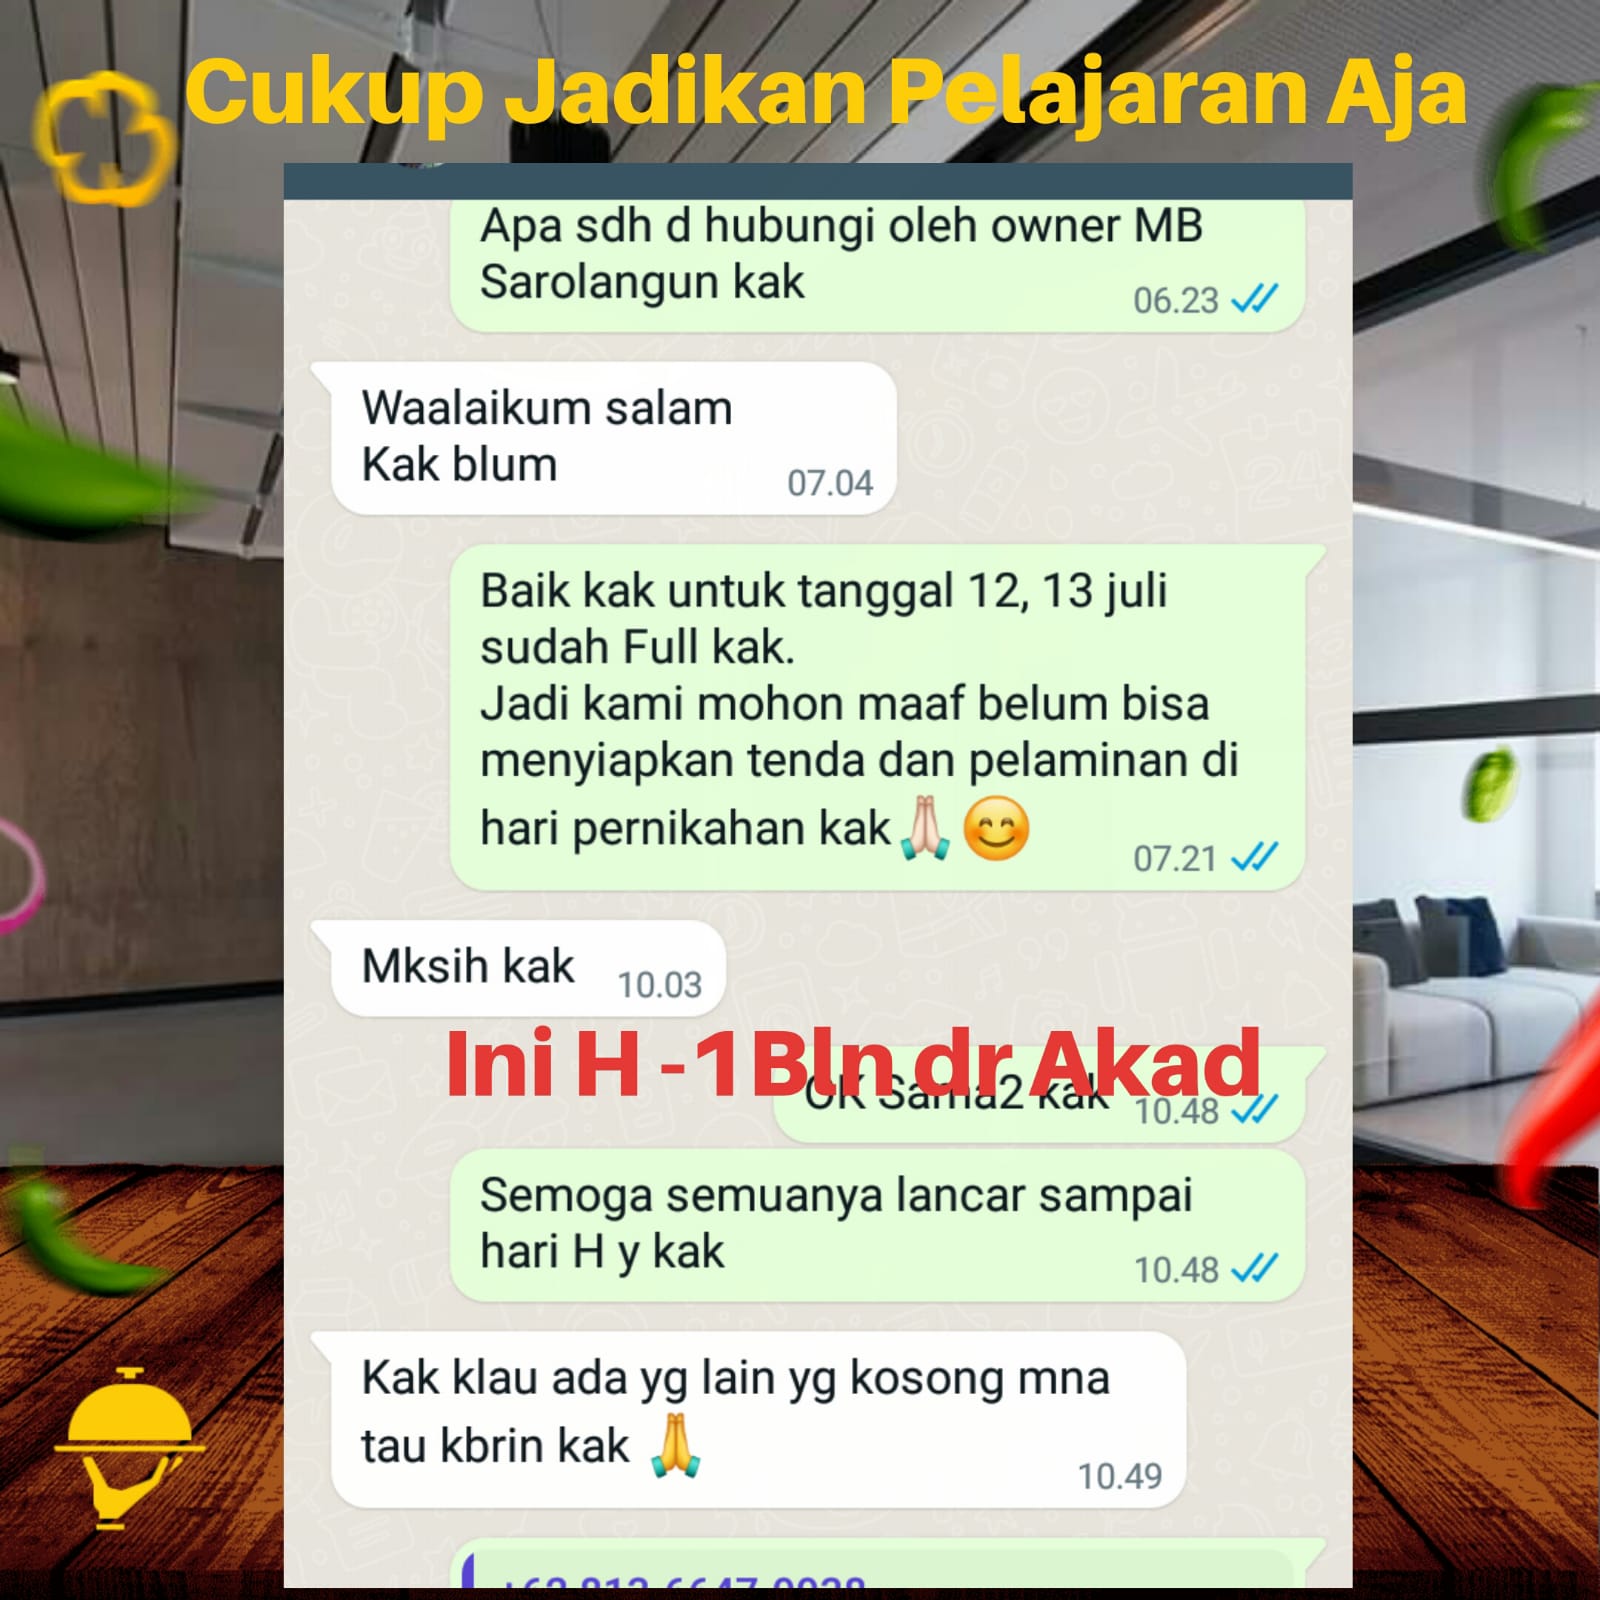 Cukup Jadikan Pelajaran Aja
Apa sdh d hubungi oleh owner MB
Sarolangun kak
06.23
Waalaikum salam
Kak blum
07.04
Baik kak untuk tanggal 12, 13 juli
sudah Full kak.
Jadi kami mohon maaf belum bisa
menyiapkan tenda dan pelaminan di
hari pernikahan kak🙏🏻😊
07.21
Mksih kak
10.03
Ini H -1 Bln dr Akad
OK Sama2 kak
10.48
Semoga semuanya lancar sampai
hari H y kak
10.48
Kak klau ada yg lain yg kosong mna
tau kbrin kak 🙏
10.49